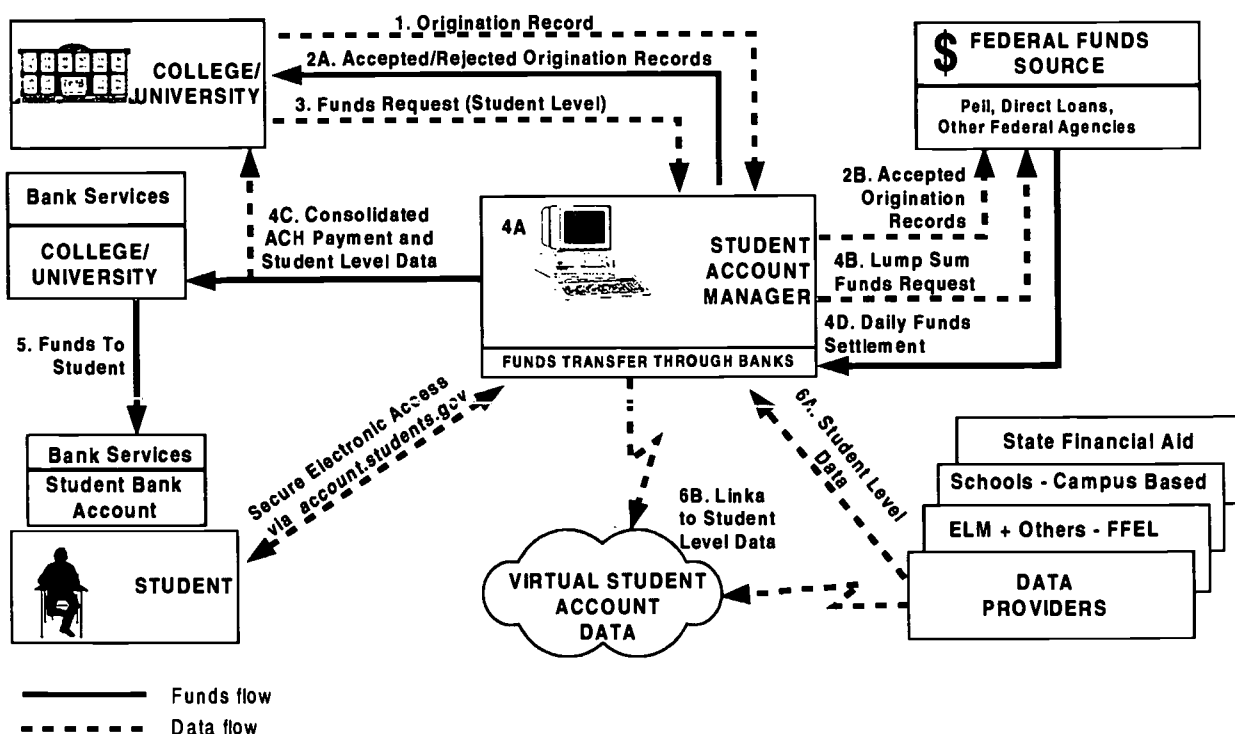 1. Origination Record
2A. Accepted/Rejected Origination Records
COLLEGE/
UNIVERSITY
3. Funds Request (Student Level)
$ FEDERAL FUNDS
SOURCE
Pell, Direct Loans,
Other Federal Agencies
Bank Services
COLLEGE/
UNIVERSITY
4C. Consolidated
ACH Payment and
Student Level Data
4A
STUDENT
ACCOUNT
MANAGER
FUNDS TRANSFER THROUGH BANKS
2B. Accepted
Origination
Records
4B. Lump Sum
Funds Request
4D. Daily Funds
Settlement
5. Funds To
Student
Bank Services
Student Bank
Account
STUDENT
Secure Electronic Access
via account.students.gov
6A. Student Level
Data
6B. Linka
to Student
Level Data
VIRTUAL STUDENT
ACCOUNT
DATA
State Financial Aid
Schools - Campus Based
ELM + Others - FFEL
DATA
PROVIDERS
Funds flow
Data flow